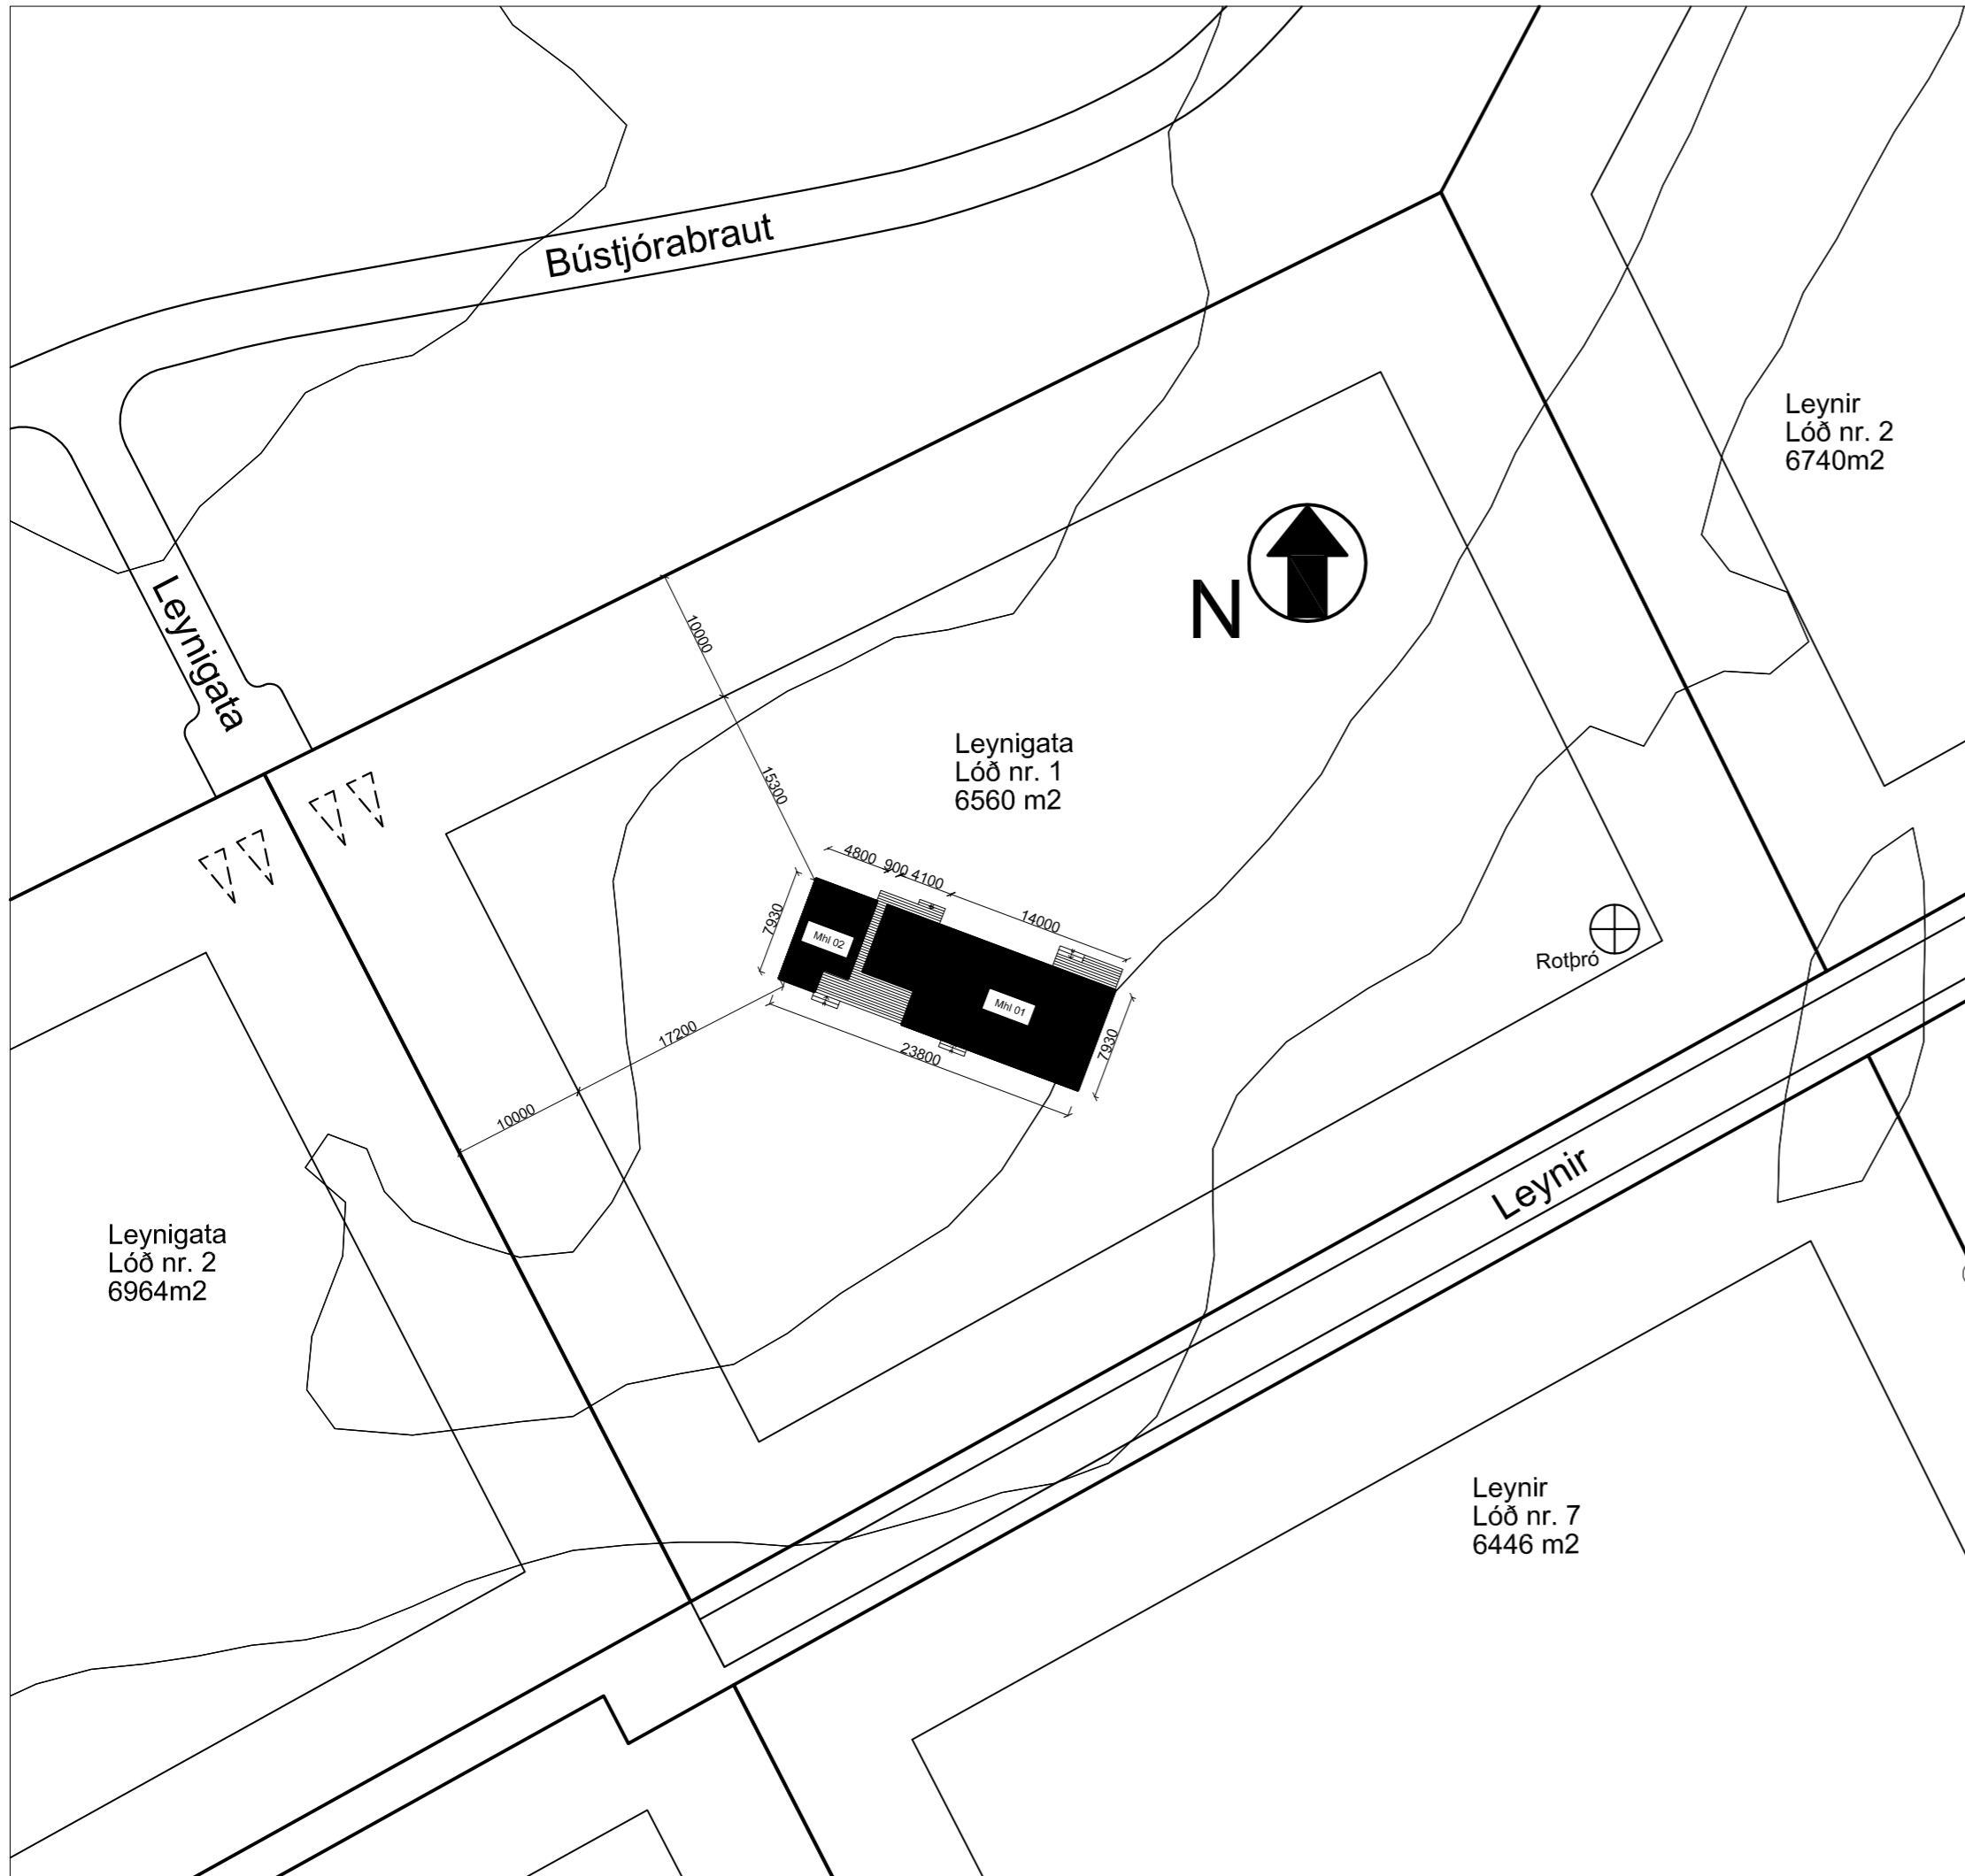 Bústjórabraut
Leynir
Lóð nr. 2
6740m2
N
Leynigata
10000
Leynigata
Lóð nr. 1
6560 m2
15300
4800
900
4100
14000
7930
Mhl 02
Mhl 01
Rotþró
17200
23800
7930
10000
Leynir
Leynigata
Lóð nr. 2
6964m2
Leynir
Lóð nr. 7
6446 m2